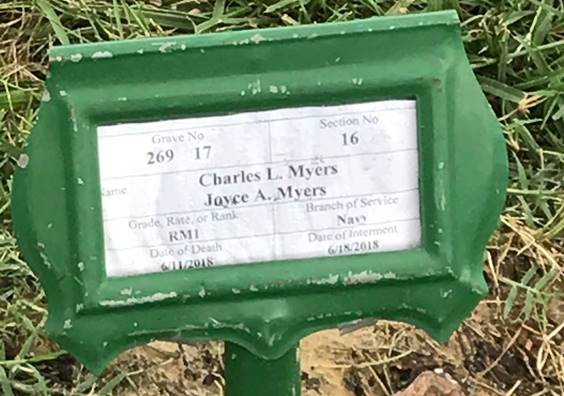 Grave No Section No
269 17 16
Name Charles L. Myers
Joyce A. Myers
Grade, Rate, or Rank Branch of Service
RM1 Navy
Date of Death Date of Interment
6/11/2018 6/18/2018